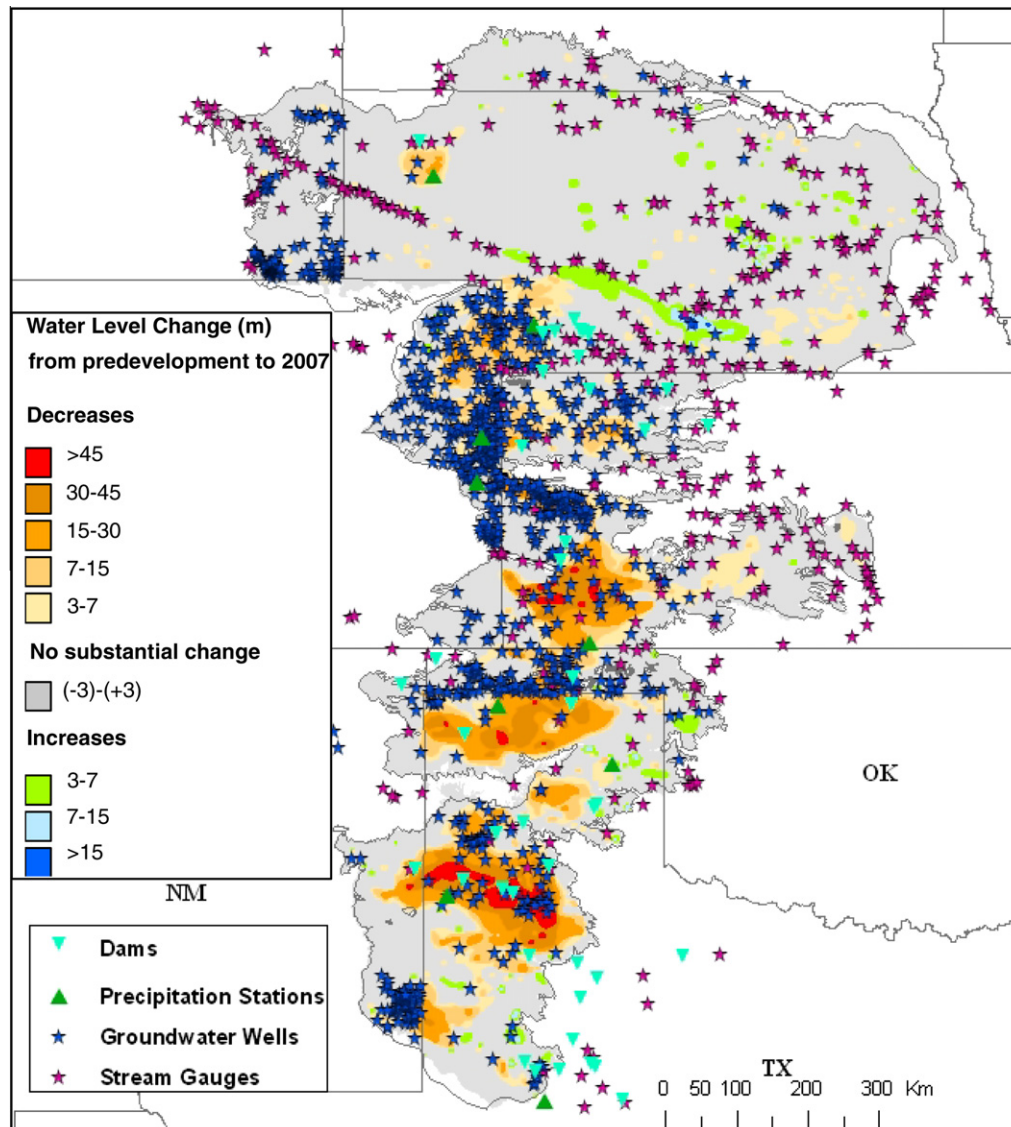 Water Level Change (m)
from predevelopment to 2007
Decreases
>45
30-45
15-30
7-15
3-7
No substantial change
(-3)-(+3)
Increases
3-7
7-15
>15
OK
NM
Dams
Precipitation Stations
Groundwater Wells
Stream Gauges
TX
0 50 100 200 300 Km